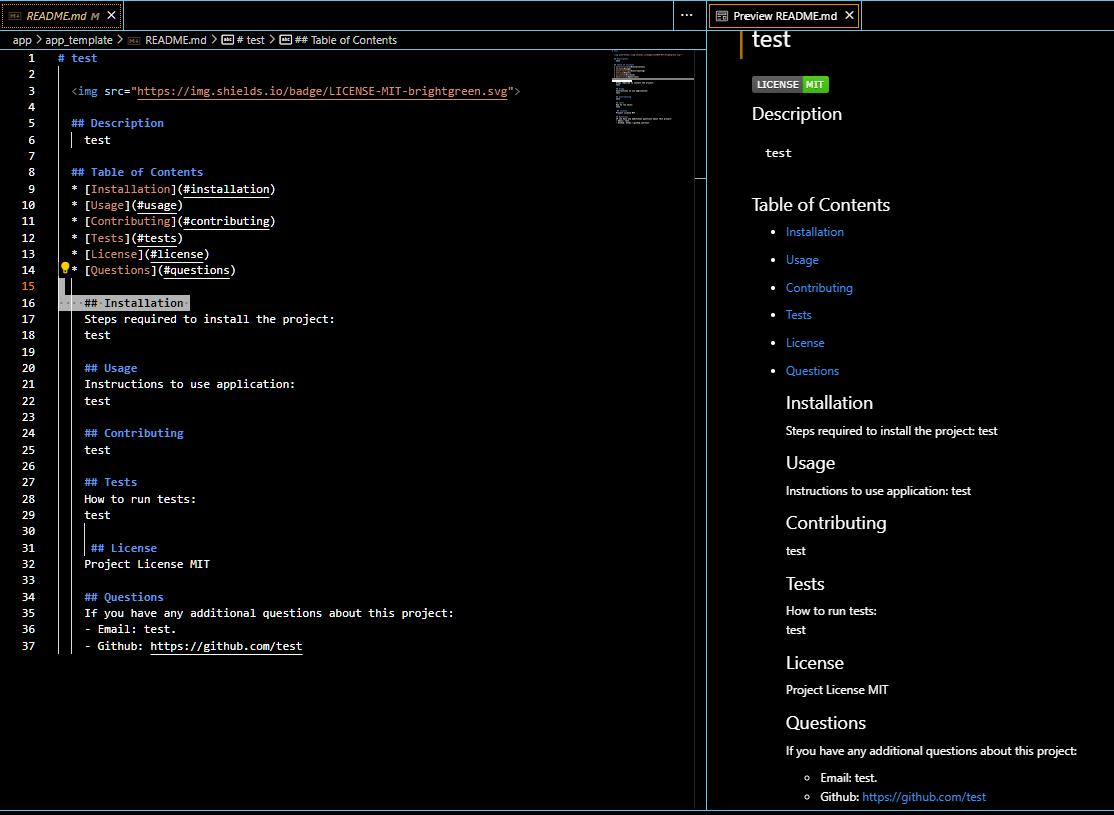 README.md M
Preview README.md
app > app_template > README.md > # test > ## Table of Contents
1 # test
2
3 <img src="https://img.shields.io/badge/LICENSE-MIT-brightgreen.svg">
4
5 ## Description
6 test
7
8 ## Table of Contents
9 * [Installation](#installation)
10 * [Usage](#usage)
11 * [Contributing](#contributing)
12 * [Tests](#tests)
13 * [License](#license)
14 * [Questions](#questions)
15
16 ## Installation
17 Steps required to install the project:
18 test
19
20 ## Usage
21 Instructions to use application:
22 test
23
24 ## Contributing
25 test
26
27 ## Tests
28 How to run tests:
29 test
30
31 ## License
32 Project License MIT
33
34 ## Questions
35 If you have any additional questions about this project:
36 - Email: test.
37 - Github: https://github.com/test
test
LICENSE MIT
Description
test
Table of Contents
• Installation
• Usage
• Contributing
• Tests
• License
• Questions
Installation
Steps required to install the project: test
Usage
Instructions to use application: test
Contributing
test
Tests
How to run tests:
test
License
Project License MIT
Questions
If you have any additional questions about this project:
◦ Email: test.
◦ Github: https://github.com/test